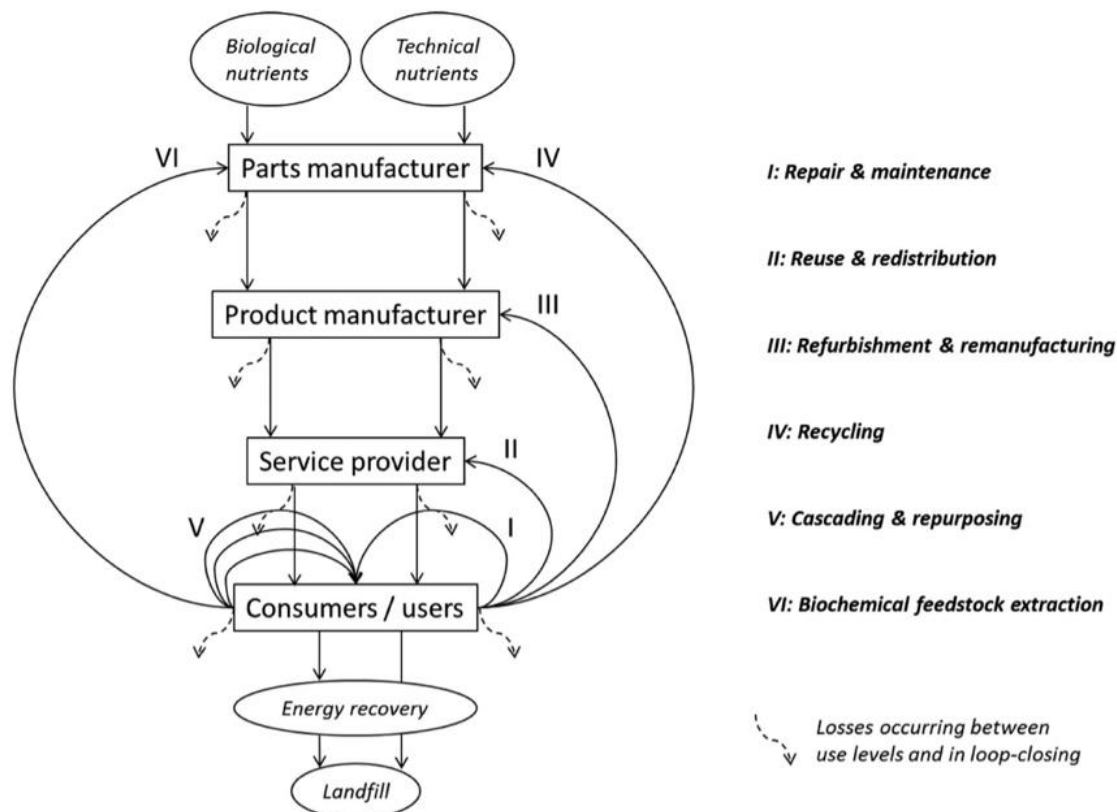 Biological
nutrients
Technical
nutrients
VI
Parts manufacturer
IV
Product manufacturer
III
Service provider
II
V
I
Consumers / users
Energy recovery
Landfill
I: Repair & maintenance
II: Reuse & redistribution
III: Refurbishment & remanufacturing
IV: Recycling
V: Cascading & repurposing
VI: Biochemical feedstock extraction
Losses occurring between
use levels and in loop-closing